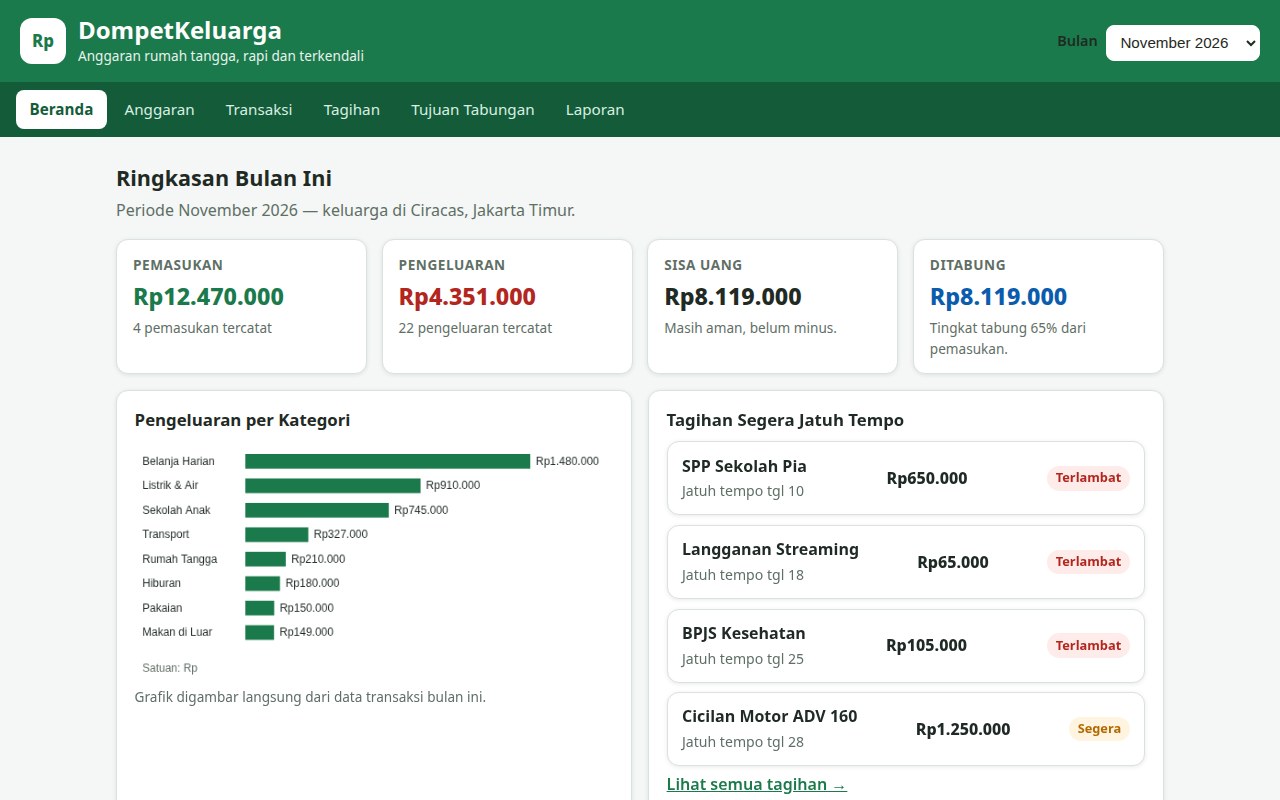 Rp
DompetKeluarga
Anggaran rumah tangga, rapi dan terkendali
Bulan
November 2026
Beranda
Anggaran
Transaksi
Tagihan
Tujuan Tabungan
Laporan
Ringkasan Bulan Ini
Periode November 2026 — keluarga di Ciracas, Jakarta Timur.
PEMASUKAN
Rp12.470.000
4 pemasukan tercatat
PENGELUARAN
Rp4.351.000
22 pengeluaran tercatat
SISA UANG
Rp8.119.000
Masih aman, belum minus.
DITABUNG
Rp8.119.000
Tingkat tabung 65% dari
pemasukan.
Pengeluaran per Kategori
Belanja Harian Rp1.480.000
Listrik & Air Rp910.000
Sekolah Anak Rp745.000
Transport Rp327.000
Rumah Tangga Rp210.000
Hiburan Rp180.000
Pakaian Rp150.000
Makan di Luar Rp149.000
Satuan: Rp
Grafik digambar langsung dari data transaksi bulan ini.
Tagihan Segera Jatuh Tempo
SPP Sekolah Pia
Jatuh tempo tgl 10
Rp650.000
Terlambat
Langganan Streaming
Jatuh tempo tgl 18
Rp65.000
Terlambat
BPJS Kesehatan
Jatuh tempo tgl 25
Rp105.000
Terlambat
Cicilan Motor ADV 160
Jatuh tempo tgl 28
Rp1.250.000
Segera
Lihat semua tagihan →